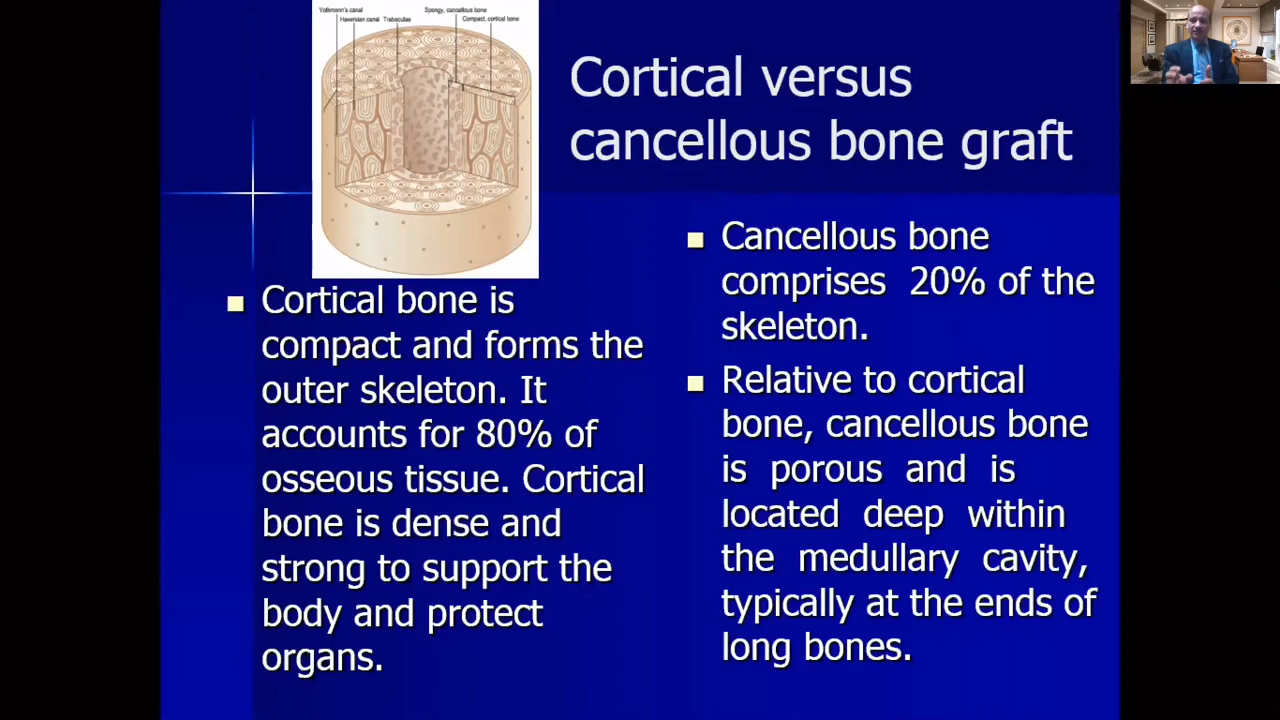 Volkmann's canal
Haversian canal
Trabeculae
Spongy, cancellous bone
Compact, cortical bone
Cortical versus
cancellous bone graft
Cortical bone is
compact and forms the
outer skeleton. It
accounts for 80% of
osseous tissue. Cortical
bone is dense and
strong to support the
body and protect
organs.
Cancellous bone
comprises 20% of the
skeleton.
Relative to cortical
bone, cancellous bone
is porous and is
located deep within
the medullary cavity,
typically at the ends of
long bones.